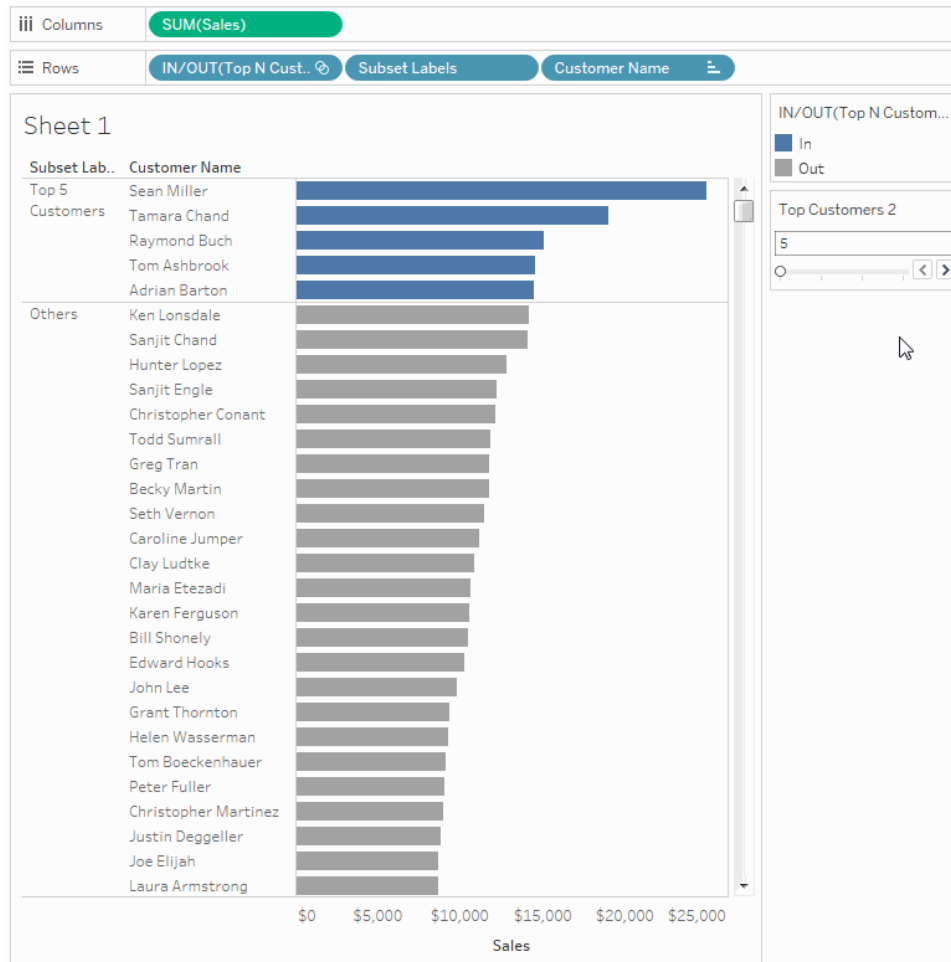 Columns SUM(Sales)
Rows IN/OUT(Top N Cust.. Subset Labels Customer Name
Sheet 1
Subset Lab.. Customer Name
Top 5 Sean Miller
Customers Tamara Chand
Raymond Buch
Tom Ashbrook
Adrian Barton
Others Ken Lonsdale
Sanjit Chand
Hunter Lopez
Sanjit Engle
Christopher Conant
Todd Sumrall
Greg Tran
Becky Martin
Seth Vernon
Caroline Jumper
Clay Ludtke
Maria Etezadi
Karen Ferguson
Bill Shonely
Edward Hooks
John Lee
Grant Thornton
Helen Wasserman
Tom Boeckenhauer
Peter Fuller
Christopher Martinez
Justin Deggeller
Joe Elijah
Laura Armstrong
$0 $5,000 $10,000 $15,000 $20,000 $25,000
Sales
IN/OUT(Top N Custom...
In
Out
Top Customers 2
5